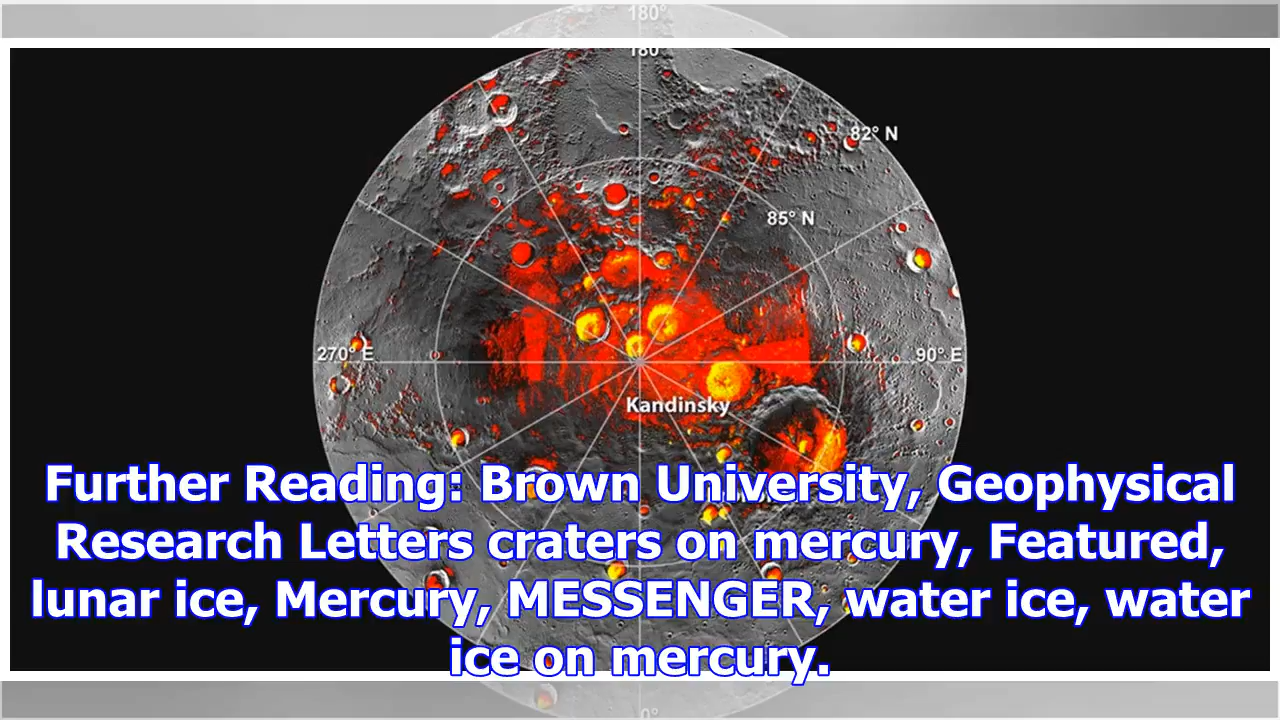 180°
180°
82° N
85° N
270° E
90° E
Kandinsky
Further Reading: Brown University, Geophysical
Research Letters craters on mercury, Featured,
lunar ice, Mercury, MESSENGER, water ice, water
ice on mercury.
0°